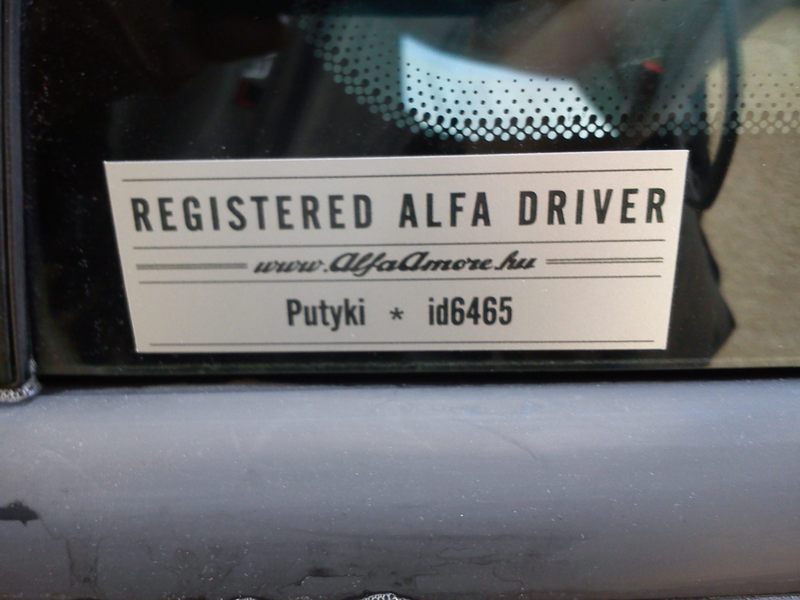 REGISTERED ALFA DRIVER
www.AlfaAmore.hu
Putyki * id6465